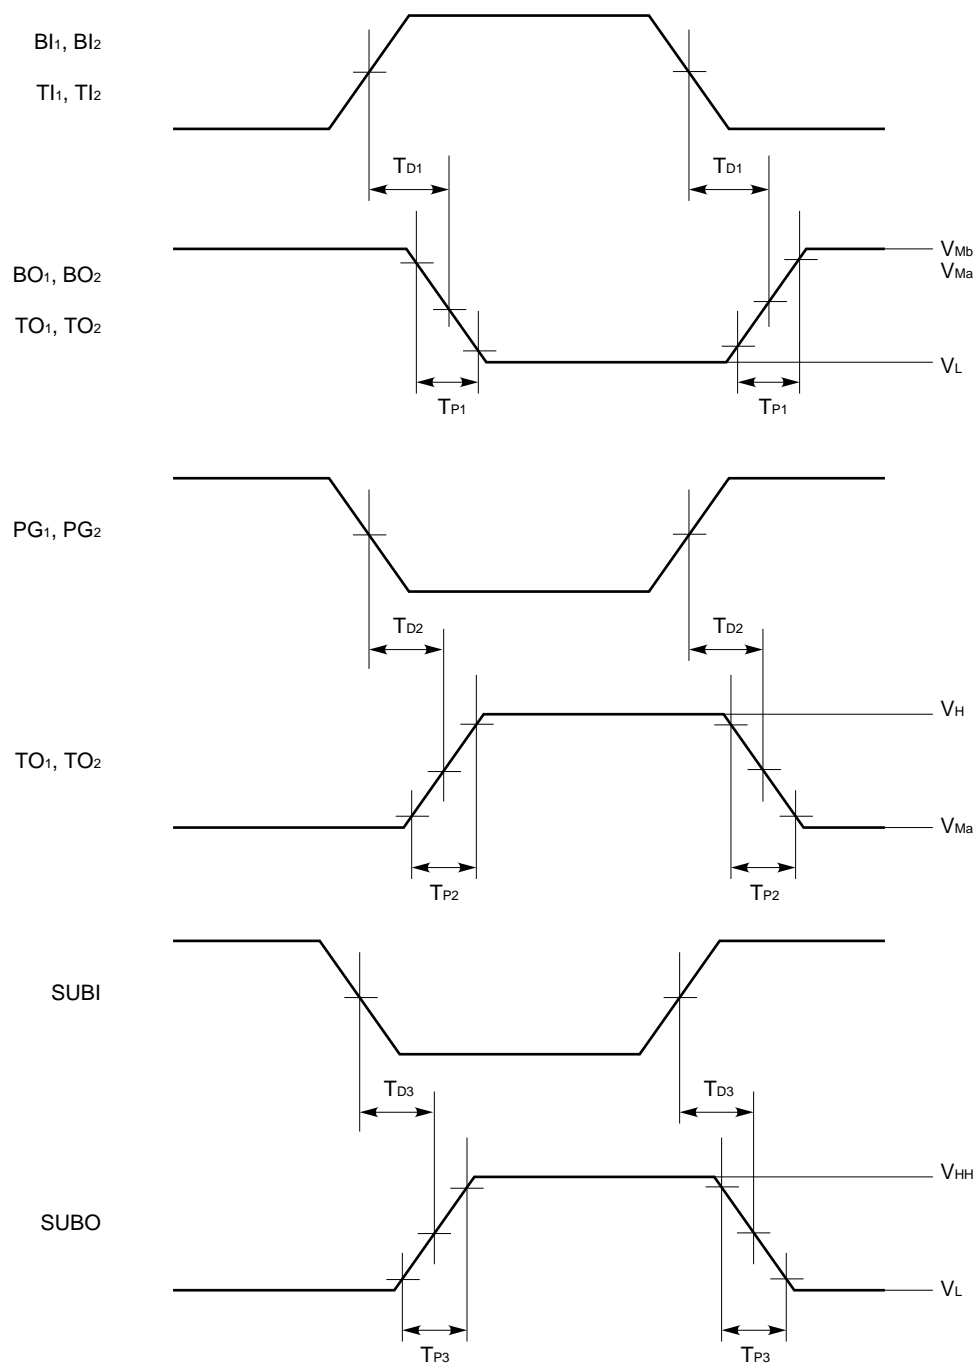 BI1, BI2
TI1, TI2
TD1 TD1
VMb
BO1, BO2 VMa
TO1, TO2
VL
TP1 TP1
PG1, PG2
TD2 TD2
VH
TO1, TO2
VMa
TP2 TP2
SUBI
TD3 TD3
VHH
SUBO
VL
TP3 TP3